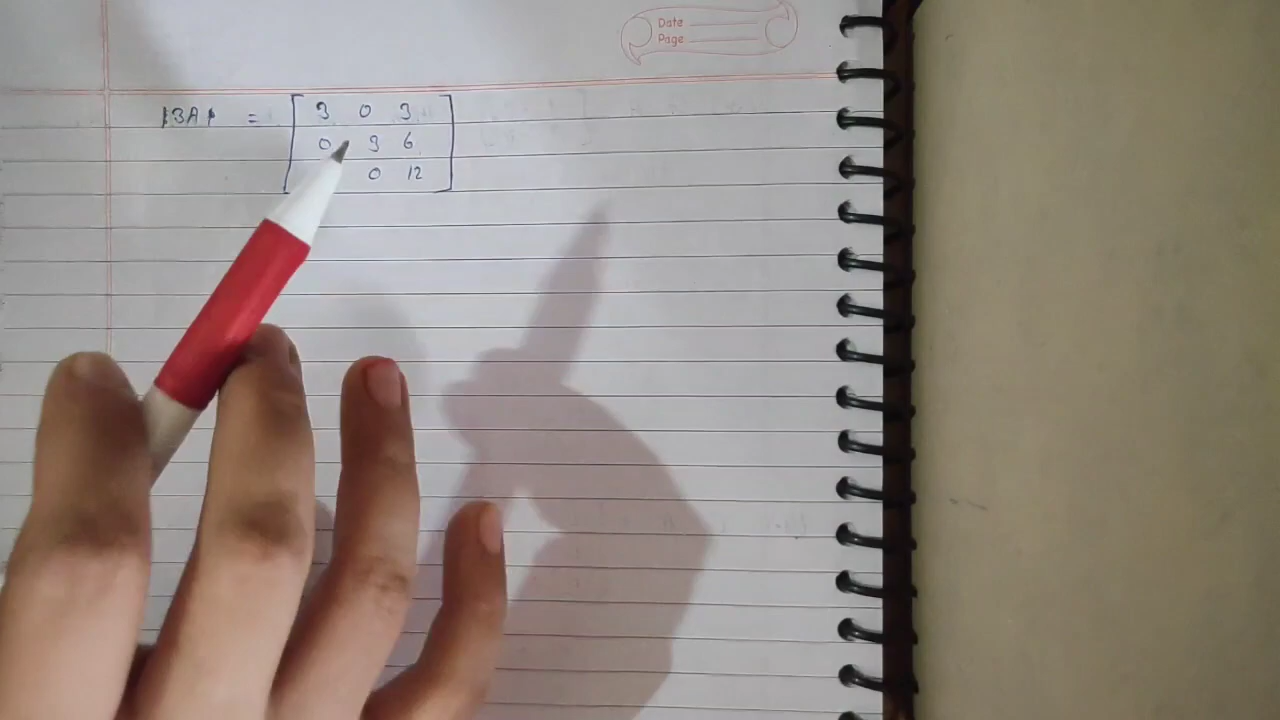 Date
Page
|3A| = [ 3 0 3
0 3 6
0 12 ]